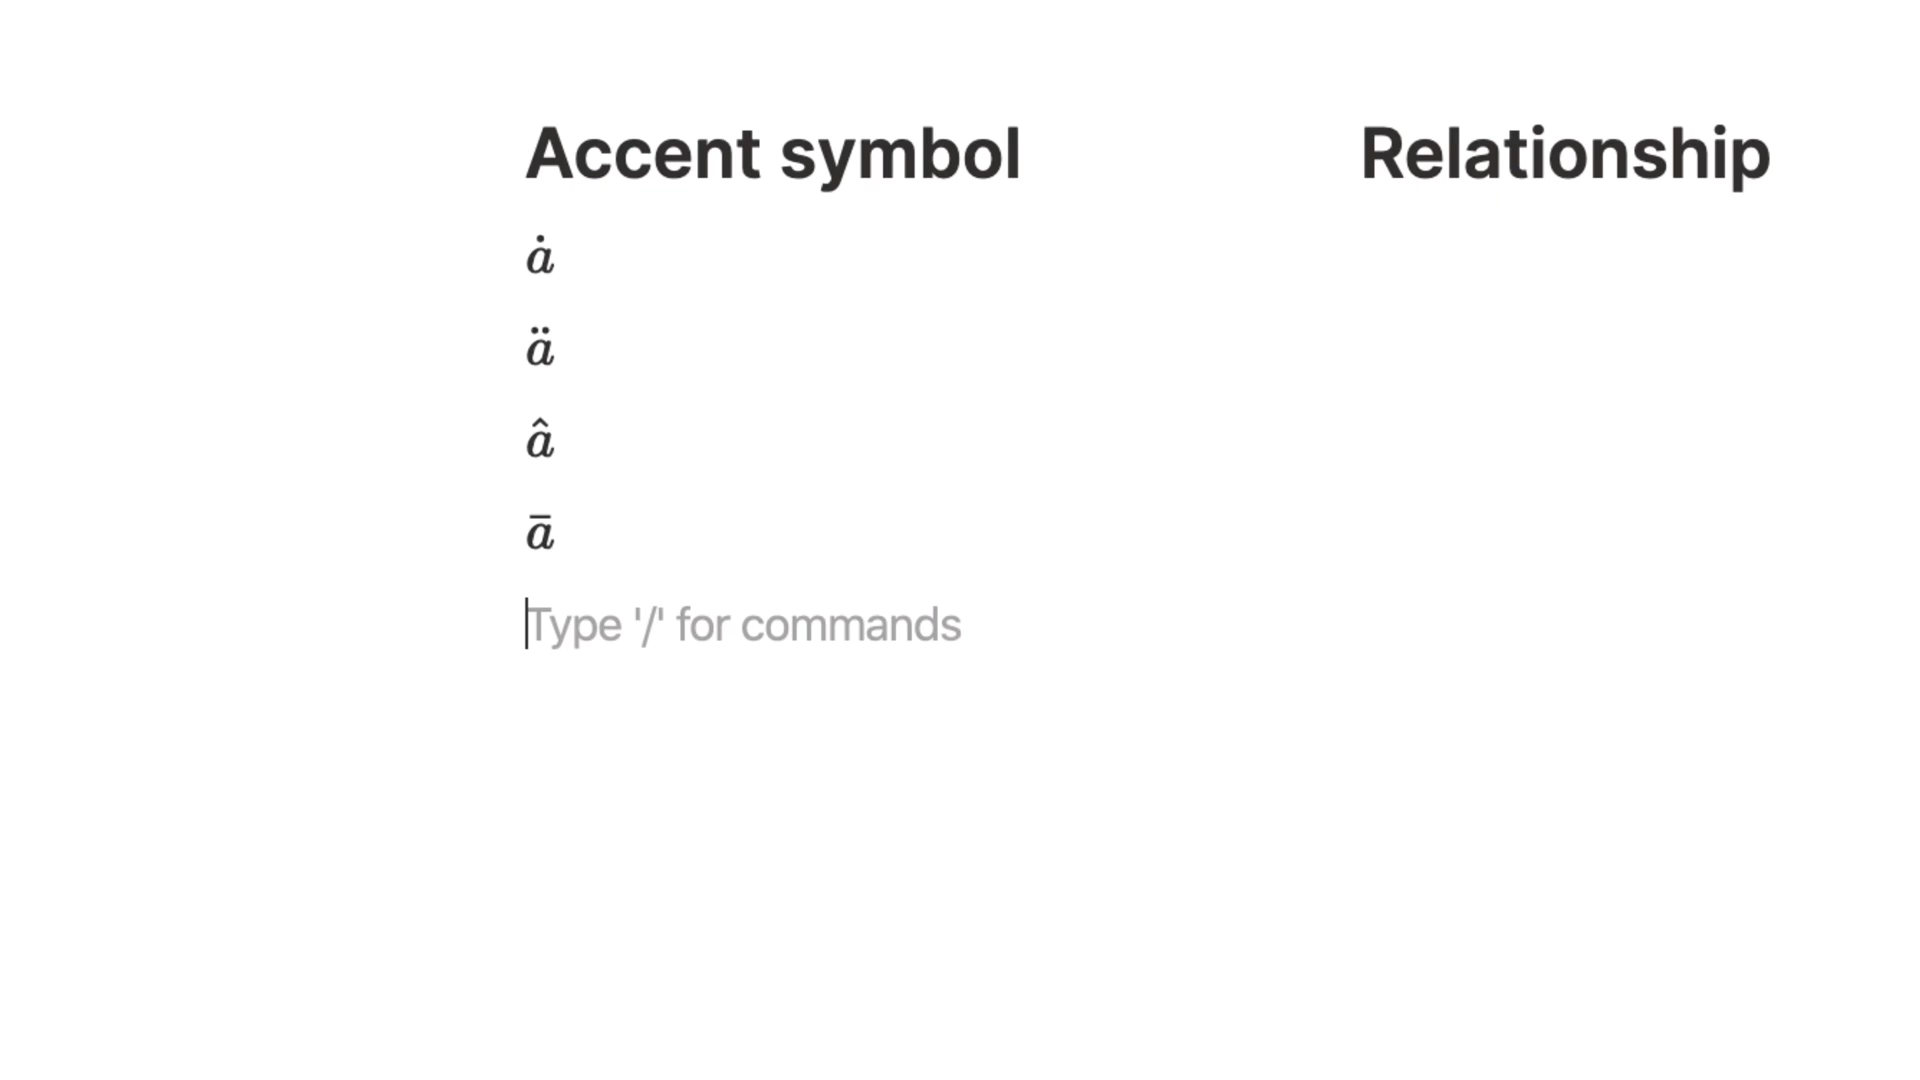 Accent symbol Relationship
ȧ
ä
â
ā
Type '/' for commands